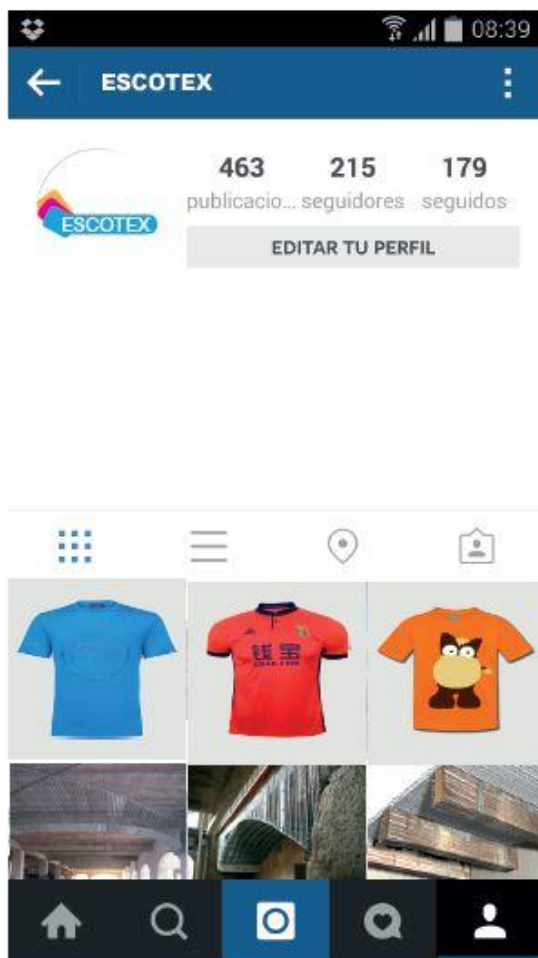 08:39
ESCOTEX
463 215 179
publicacio... seguidores seguidos
ESCOTEX
EDITAR TU PERFIL